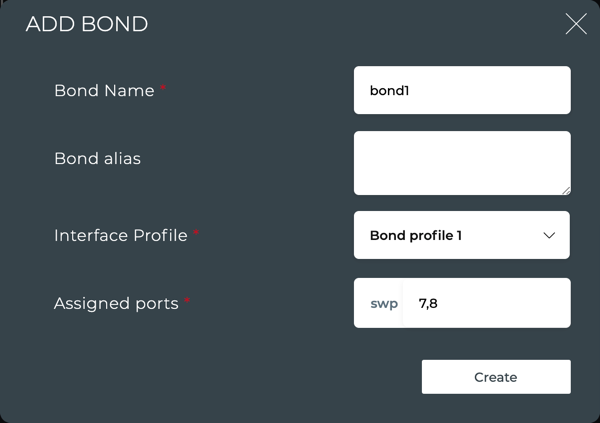 ADD BOND
Bond Name * bond1
Bond alias
Interface Profile * Bond profile 1
Assigned ports * swp 7,8
Create